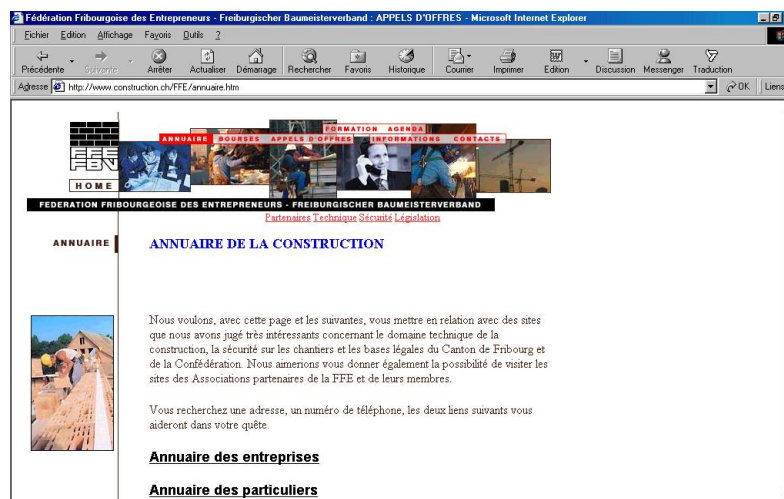 Fédération Fribourgeoise des Entrepreneurs - Freiburgischer Baumeisterverband : APPELS D'OFFRES - Microsoft Internet Explorer
Fichier Edition Affichage Favoris Outils ?
Précédente Suivante Arrêter Actualiser Démarrage Rechercher Favoris Historique Courrier Imprimer Edition Discussion Messenger Traduction
Adresse http://www.construction.ch/FFE/annuaire.htm OK Liens
FORMATION AGENDA
ANNUAIRE BOURSES APPELS D'OFFRES INFORMATIONS CONTACTS
FFE
FBV
HOME
FEDERATION FRIBOURGEOISE DES ENTREPRENEURS - FREIBURGISCHER BAUMEISTERVERBAND
Partenaires Technique Sécurité Législation
ANNUAIRE
ANNUAIRE DE LA CONSTRUCTION
Nous voulons, avec cette page et les suivantes, vous mettre en relation avec des sites
que nous avons jugé très intéressants concernant le domaine technique de la
construction, la sécurité sur les chantiers et les bases légales du Canton de Fribourg et
de la Confédération. Nous aimerions vous donner également la possibilité de visiter les
sites des Associations partenaires de la FFE et de leurs membres.
Vous recherchez une adresse, un numéro de téléphone, les deux liens suivants vous
aideront dans votre quête.
Annuaire des entreprises
Annuaire des particuliers